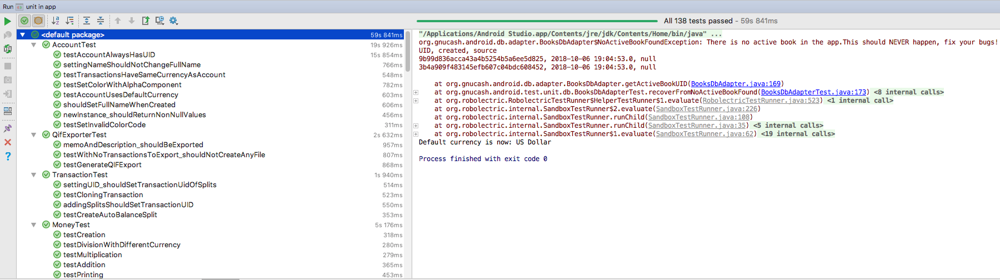 Run unit in app
All 138 tests passed - 59s 841ms
<default package> 59s 841ms
AccountTest 19s 926ms
testAccountAlwaysHasUID 15s 854ms
settingNameShouldNotChangeFullName 766ms
testTransactionsHaveSameCurrencyAsAccount 548ms
testSetColorWithAlphaComponent 782ms
testAccountUsesDefaultCurrency 603ms
shouldSetFullNameWhenCreated 606ms
newInstance_shouldReturnNonNullValues 456ms
testSetInvalidColorCode 311ms
QifExporterTest 2s 632ms
memoAndDescription_shouldBeExported 957ms
testWithNoTransactionsToExport_shouldNotCreateAnyFile 807ms
testGenerateQIFExport 868ms
TransactionTest 1s 940ms
settingUID_shouldSetTransactionUidOfSplits 514ms
testCloningTransaction 523ms
addingSplitsShouldSetTransactionUID 550ms
testCreateAutoBalanceSplit 353ms
MoneyTest 5s 176ms
testCreation 318ms
testDivisionWithDifferentCurrency 280ms
testMultiplication 279ms
testAddition 365ms
testPrinting 453ms
"/Applications/Android Studio.app/Contents/jre/jdk/Contents/Home/bin/java" ...
org.gnucash.android.db.adapter.BooksDbAdapter$NoActiveBookFoundException: There is no active book in the app.This should NEVER happen, fix your bugs!
UID, created, source
9b99d836acca43a4b5254b5a6ee5d825, 2018-10-06 19:04:53.0, null
3b4a909f483145efb607c04bdc608452, 2018-10-06 19:04:53.0, null
at org.gnucash.android.db.adapter.BooksDbAdapter.getActiveBookUID(BooksDbAdapter.java:169)
at org.gnucash.android.test.unit.db.BooksDbAdapterTest.recoverFromNoActiveBookFound(BooksDbAdapterTest.java:173) <8 internal calls>
at org.robolectric.RobolectricTestRunner$HelperTestRunner$1.evaluate(RobolectricTestRunner.java:523) <1 internal call>
at org.robolectric.internal.SandboxTestRunner$2.evaluate(SandboxTestRunner.java:226)
at org.robolectric.internal.SandboxTestRunner.runChild(SandboxTestRunner.java:108)
at org.robolectric.internal.SandboxTestRunner.runChild(SandboxTestRunner.java:35) <5 internal calls>
at org.robolectric.internal.SandboxTestRunner$1.evaluate(SandboxTestRunner.java:62) <19 internal calls>
Default currency is now: US Dollar
Process finished with exit code 0